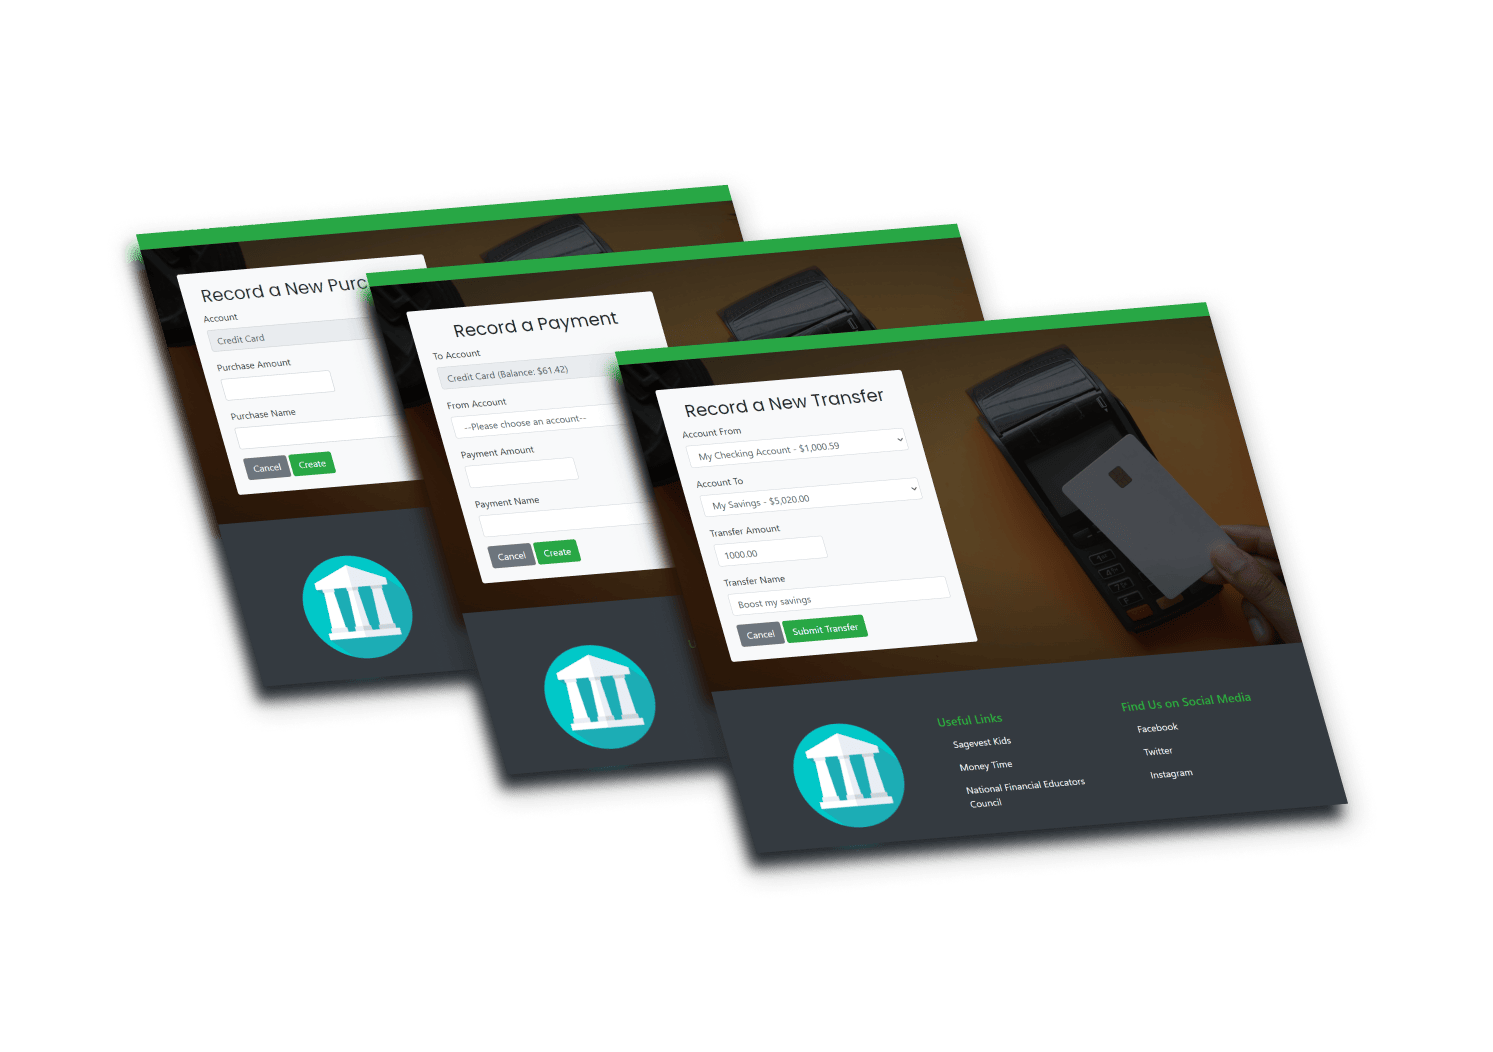 Record a New Purc
Account
Credit Card
Purchase Amount
Purchase Name
Cancel
Create
Record a Payment
To Account
Credit Card (Balance: $61.42)
From Account
--Please choose an account--
Payment Amount
Payment Name
Cancel
Create
Record a New Transfer
Account From
My Checking Account - $1,000.59
Account To
My Savings - $5,020.00
Transfer Amount
1000.00
Transfer Name
Boost my savings
Cancel
Submit Transfer
Useful Links
Sagevest Kids
Money Time
National Financial Educators
Council
Find Us on Social Media
Facebook
Twitter
Instagram